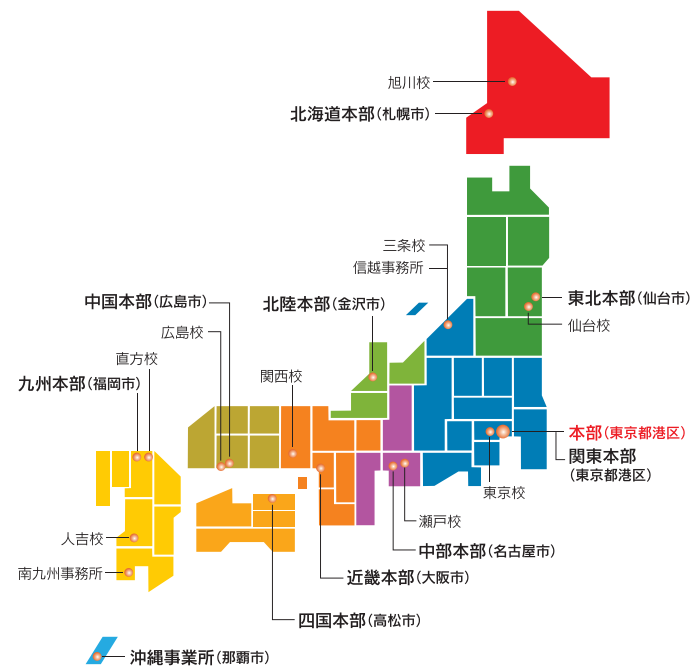 旭川校
北海道本部(札幌市)
三条校
信越事務所
東北本部(仙台市)
仙台校
中国本部(広島市)
北陸本部(金沢市)
広島校
直方校
関西校
九州本部(福岡市)
本部(東京都港区)
関東本部
(東京都港区)
東京校
瀬戸校
人吉校
中部本部(名古屋市)
南九州事務所
近畿本部(大阪市)
四国本部(高松市)
沖縄事業所(那覇市)